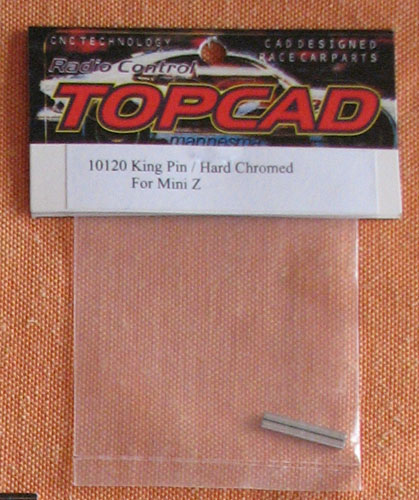 CNC TECHNOLOGY
CAD DESIGNED
RACE CAR PARTS
Radio Control
TOPCAD
mannesma
10120 King Pin / Hard Chromed
For Mini Z